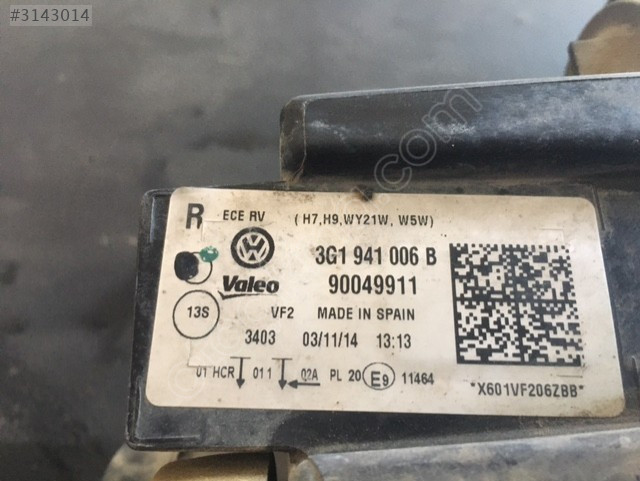 #3143014
R ECE RV (H7,H9,WY21W, W5W)
3G1 941 006 B
Valeo 90049911
13S VF2 MADE IN SPAIN
3403 03/11/14 13:13
01 HCR 01 1 02A PL 20 E9 11464
*X601VF206ZBB*